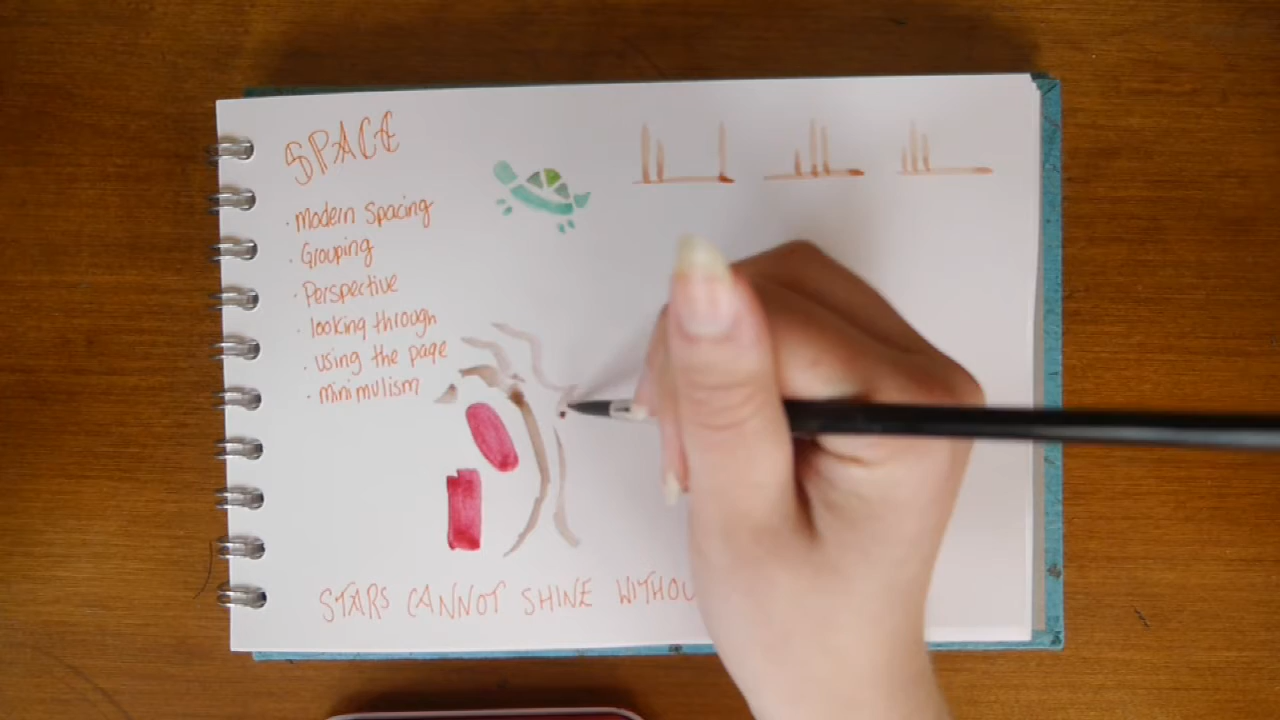 SPACE
· Modern Spacing
· Grouping
· Perspective
· looking through
· using the page
· minimulism
STARS CANNOT SHINE WITHOU